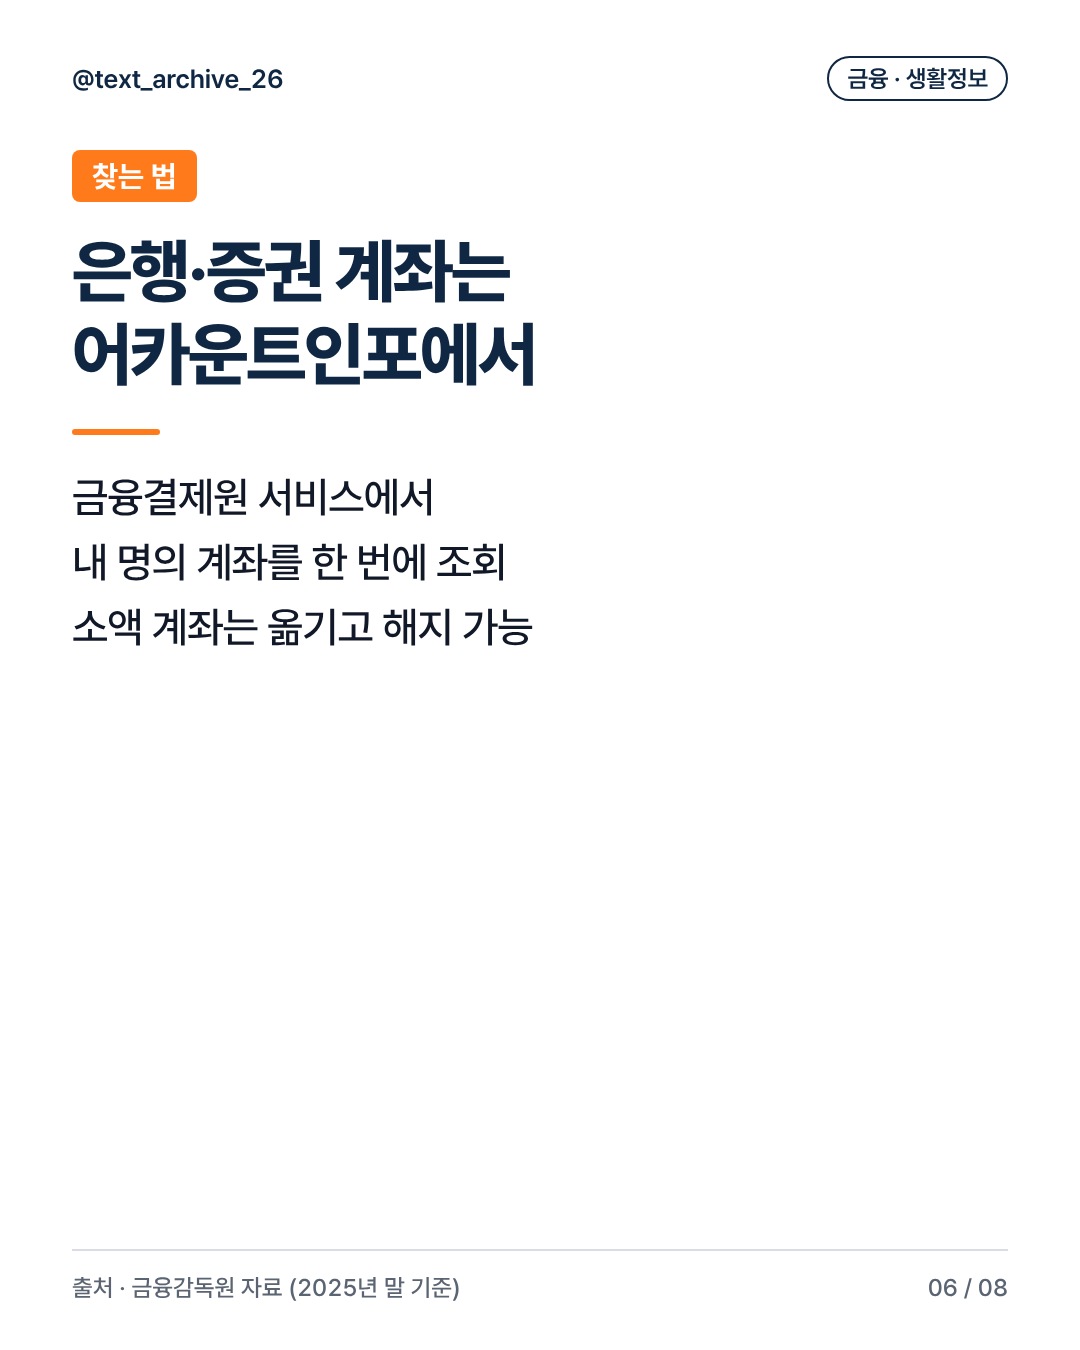 @text_archive_26
금융 · 생활정보
찾는 법
은행·증권 계좌는
어카운트인포에서
금융결제원 서비스에서
내 명의 계좌를 한 번에 조회
소액 계좌는 옮기고 해지 가능
출처 · 금융감독원 자료 (2025년 말 기준)
06 / 08